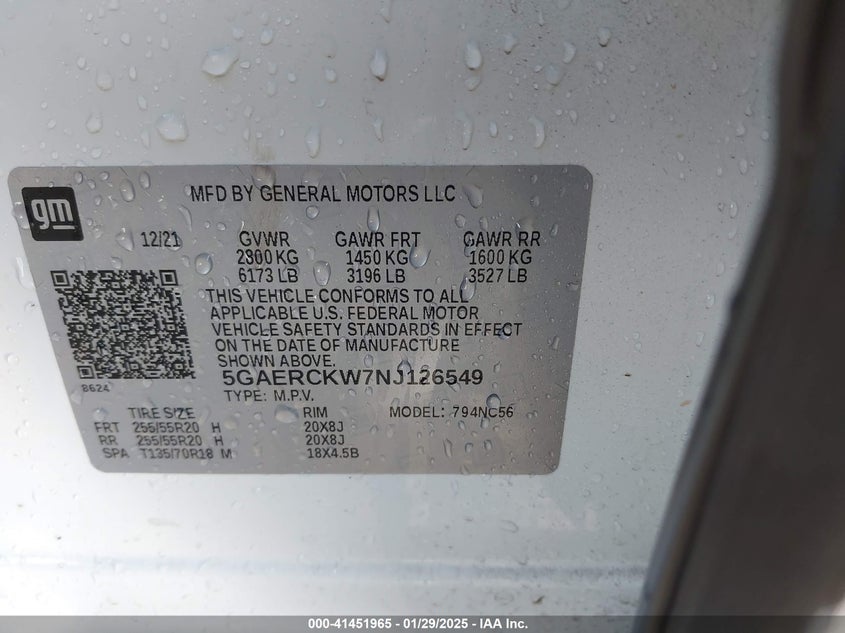 gm
MFD BY GENERAL MOTORS LLC
12/21 GVWR GAWR FRT GAWR RR
2800 KG 1450 KG 1600 KG
6173 LB 3196 LB 3527 LB
THIS VEHICLE CONFORMS TO ALL
APPLICABLE U.S. FEDERAL MOTOR
VEHICLE SAFETY STANDARDS IN EFFECT
ON THE DATE OF MANUFACTURE
SHOWN ABOVE.
8624
5GAERCKW7NJ126549
TYPE: M.P.V.
TIRE SIZE RIM MODEL: 794NC56
FRT 255/55R20 H 20X8J
RR 255/55R20 H 20X8J
SPA T135/70R18 M 18X4.5B
000-41451965 | 01/29/2025 - IAA Inc.